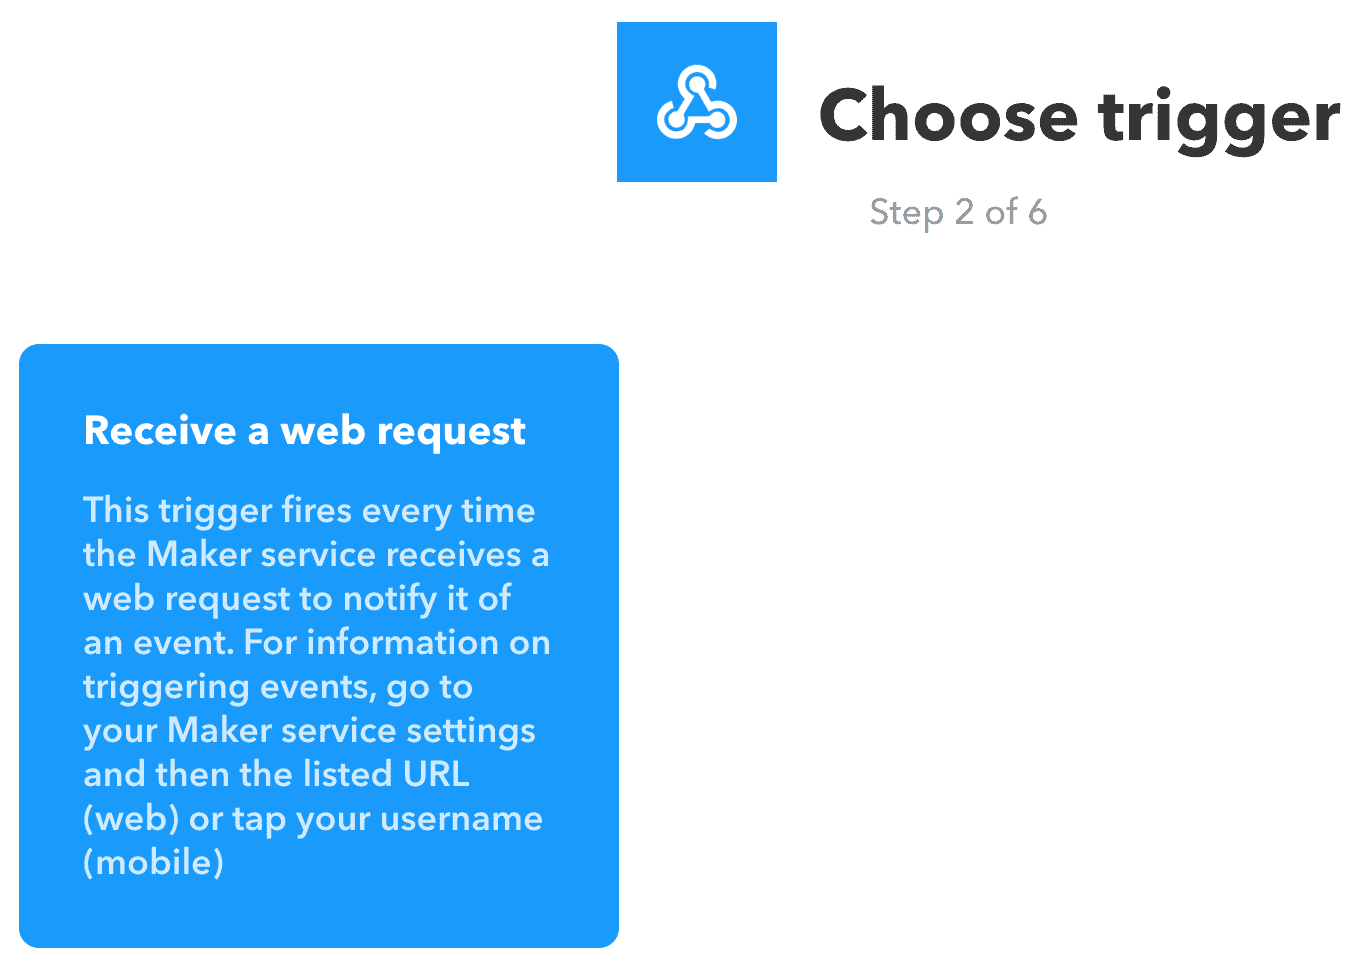 Choose trigger
Step 2 of 6
Receive a web request
This trigger fires every time
the Maker service receives a
web request to notify it of
an event. For information on
triggering events, go to
your Maker service settings
and then the listed URL
(web) or tap your username
(mobile)